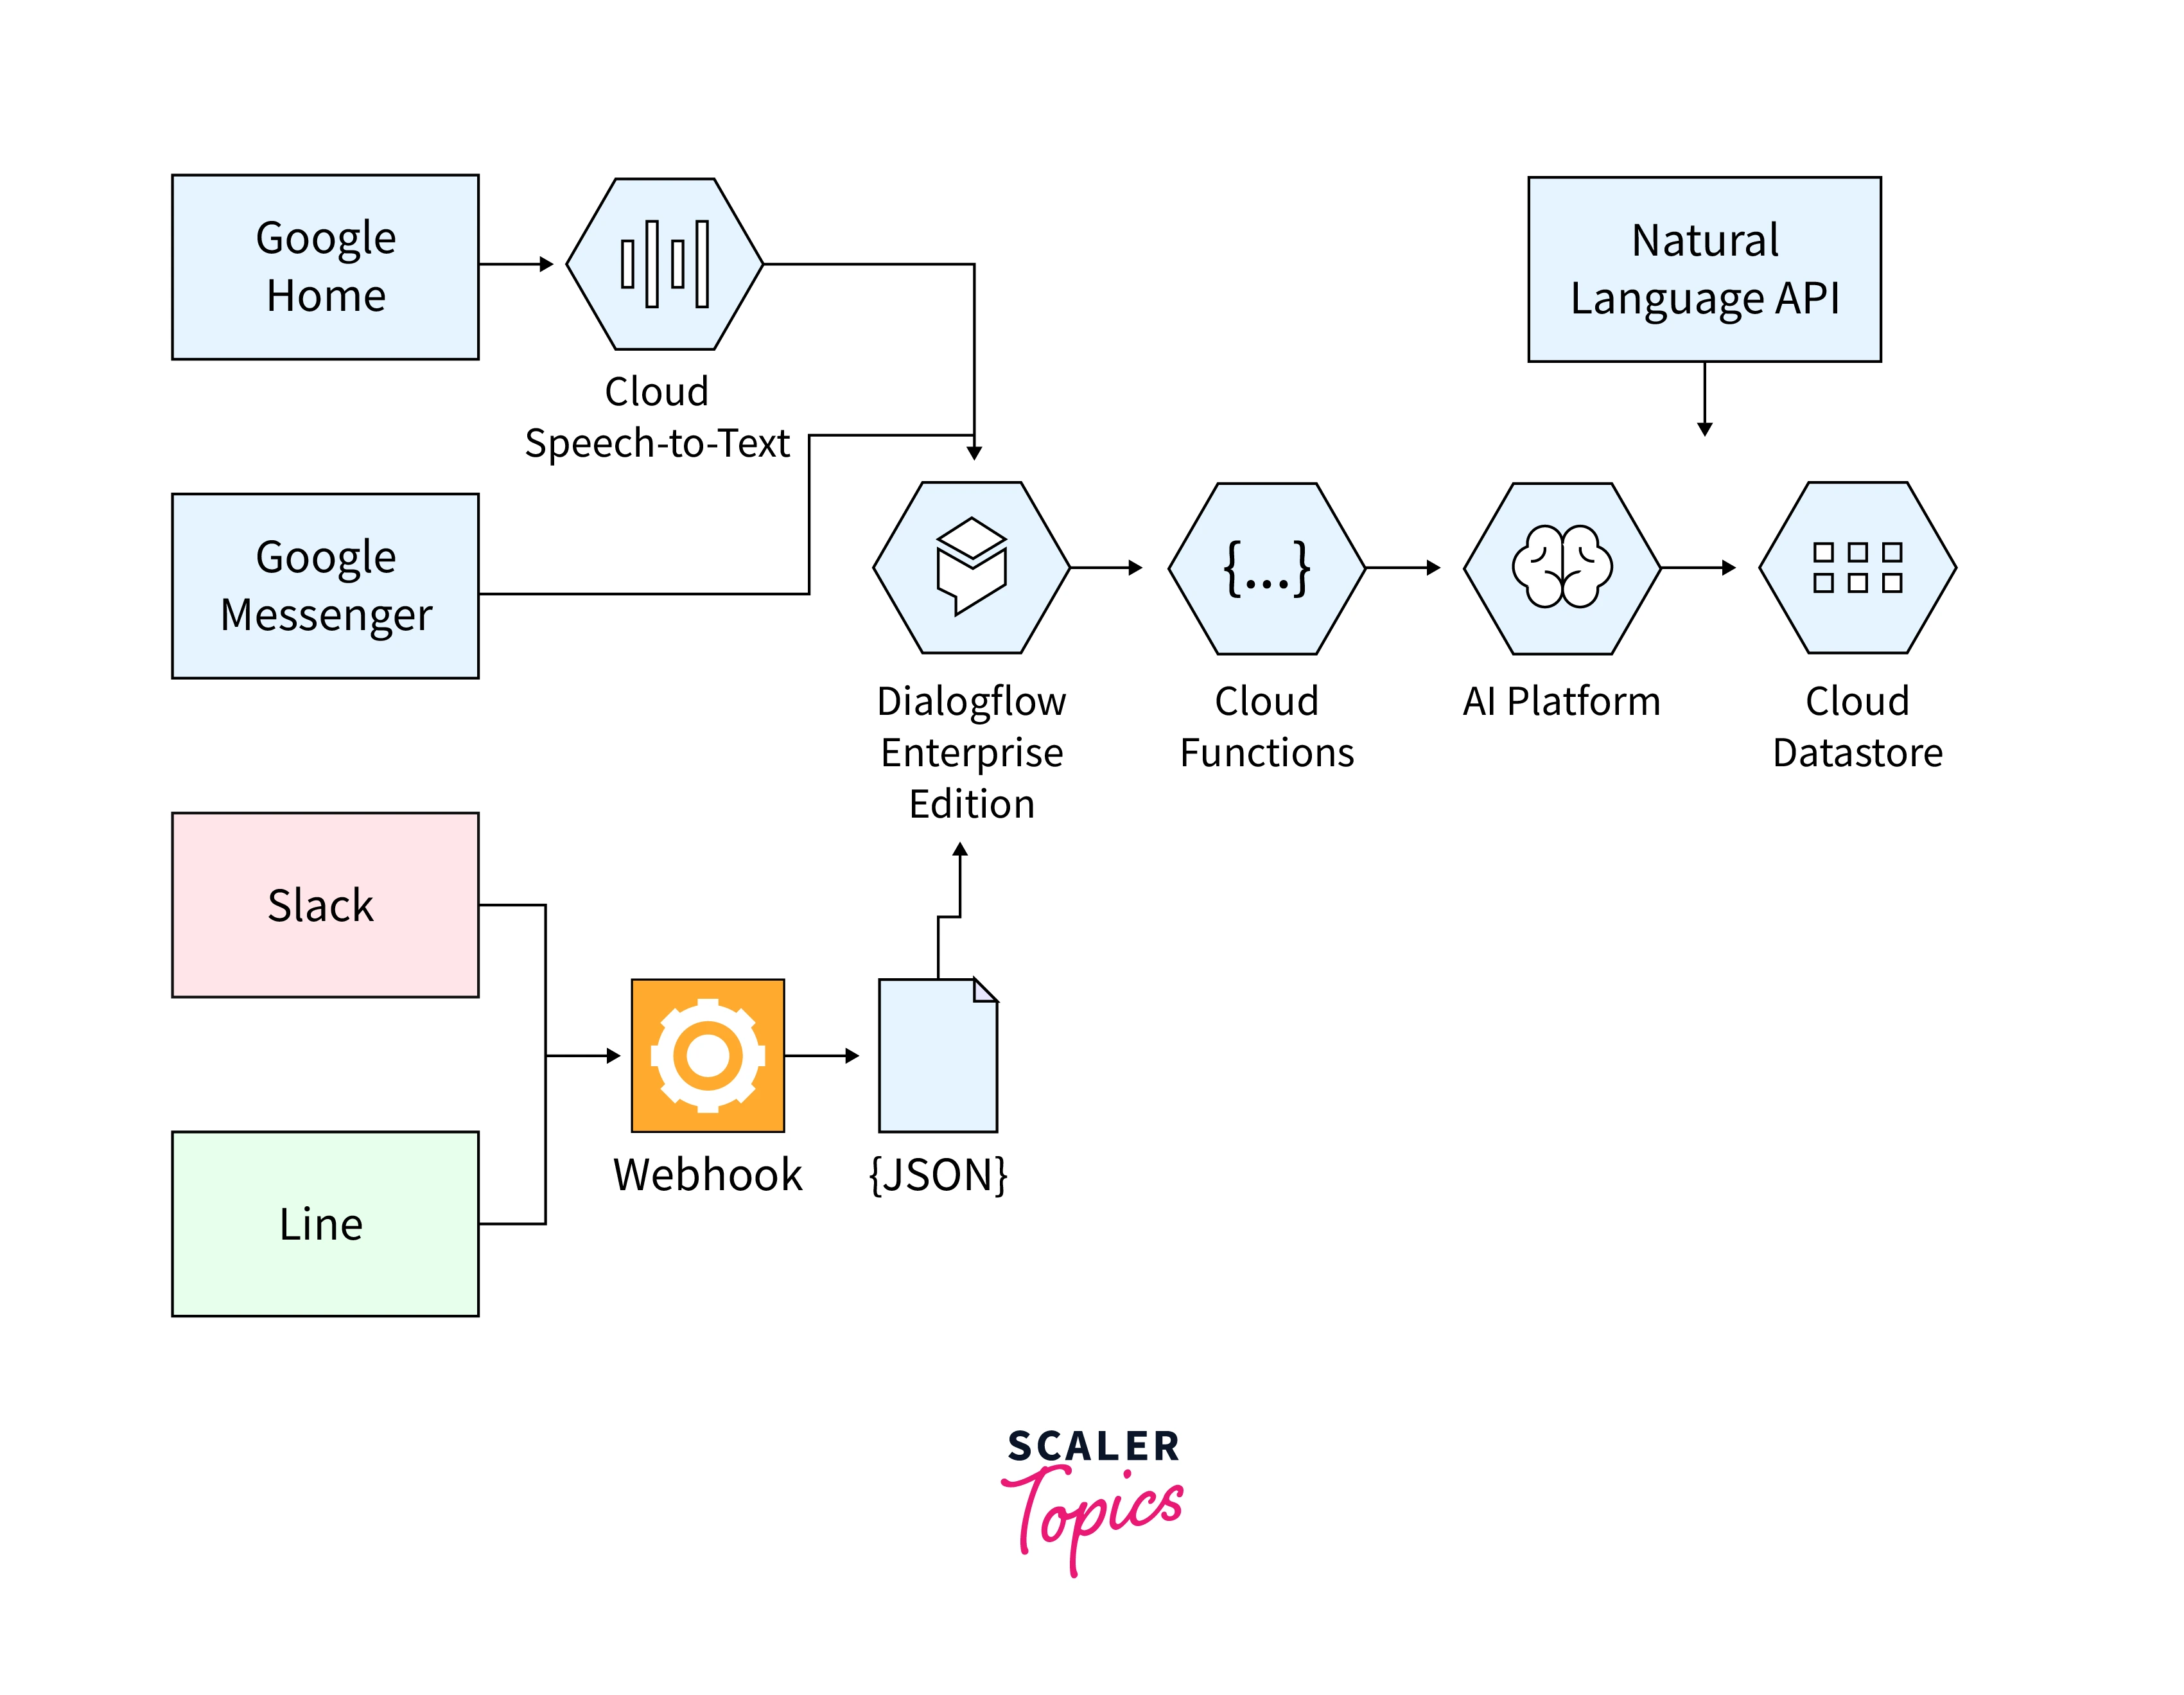 Google
Home
Cloud
Speech-to-Text
Natural
Language API
Google
Messenger
{...}
Dialogflow
Enterprise
Edition
Cloud
Functions
AI Platform
Cloud
Datastore
Slack
Webhook
{JSON}
Line
SCALER
Topics